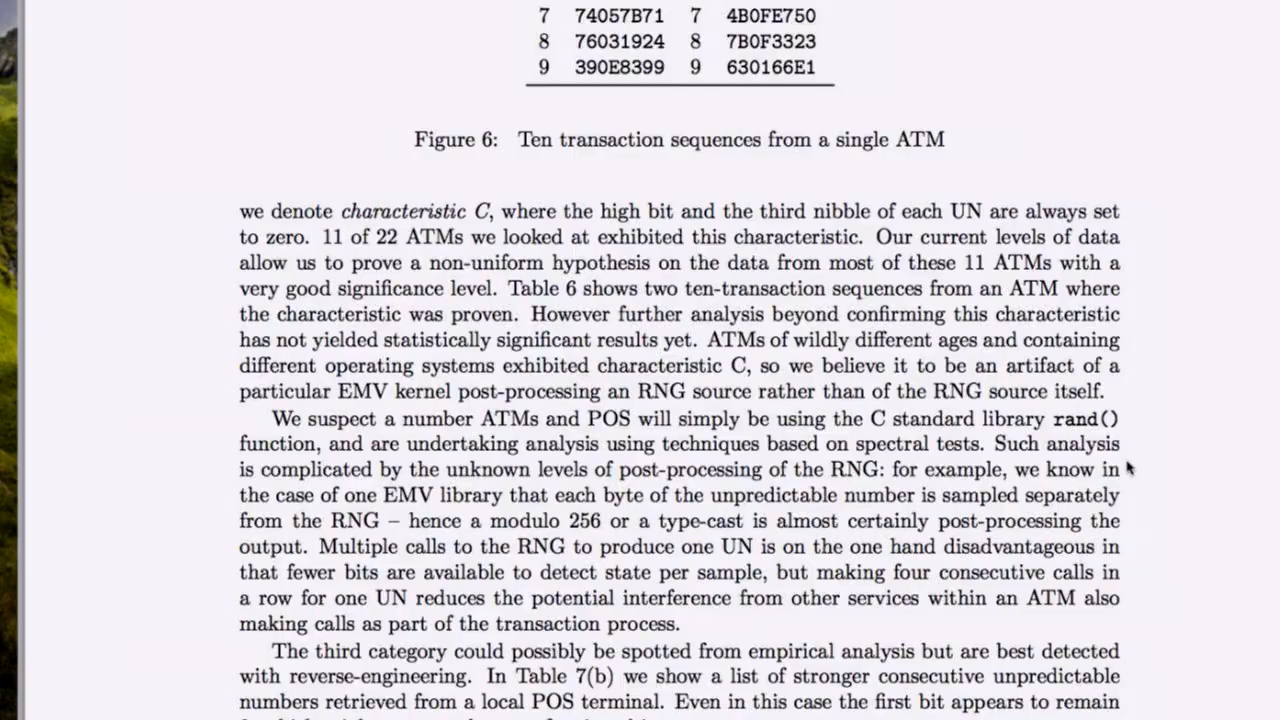 7 74057B71 7 4B0FE750
8 76031924 8 7B0F3323
9 390E8399 9 630166E1
Figure 6: Ten transaction sequences from a single ATM
we denote characteristic C, where the high bit and the third nibble of each UN are always set
to zero. 11 of 22 ATMs we looked at exhibited this characteristic. Our current levels of data
allow us to prove a non-uniform hypothesis on the data from most of these 11 ATMs with a
very good significance level. Table 6 shows two ten-transaction sequences from an ATM where
the characteristic was proven. However further analysis beyond confirming this characteristic
has not yielded statistically significant results yet. ATMs of wildly different ages and containing
different operating systems exhibited characteristic C, so we believe it to be an artifact of a
particular EMV kernel post-processing an RNG source rather than of the RNG source itself.
We suspect a number ATMs and POS will simply be using the C standard library rand()
function, and are undertaking analysis using techniques based on spectral tests. Such analysis
is complicated by the unknown levels of post-processing of the RNG: for example, we know in
the case of one EMV library that each byte of the unpredictable number is sampled separately
from the RNG – hence a modulo 256 or a type-cast is almost certainly post-processing the
output. Multiple calls to the RNG to produce one UN is on the one hand disadvantageous in
that fewer bits are available to detect state per sample, but making four consecutive calls in
a row for one UN reduces the potential interference from other services within an ATM also
making calls as part of the transaction process.
The third category could possibly be spotted from empirical analysis but are best detected
with reverse-engineering. In Table 7(b) we show a list of stronger consecutive unpredictable
numbers retrieved from a local POS terminal. Even in this case the first bit appears to remain